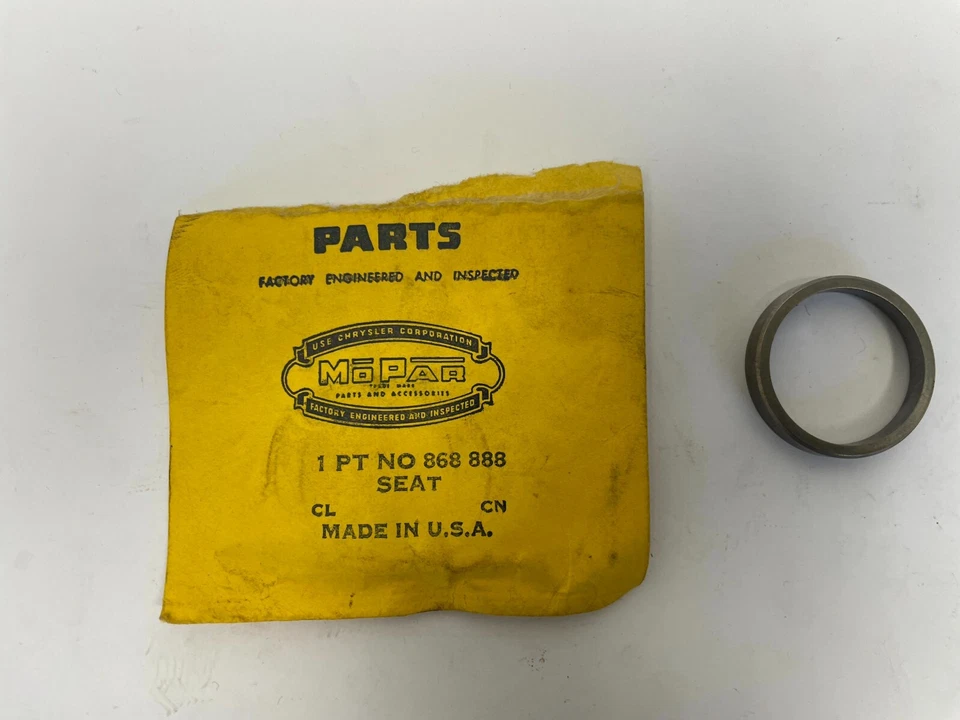 PARTS
FACTORY ENGINEERED AND INSPECTED
USE CHRYSLER CORPORATION
MOPAR
TRADE MARK
PARTS AND ACCESSORIES
FACTORY ENGINEERED AND INSPECTED
1 PT NO 868 888
SEAT
CL CN
MADE IN U.S.A.